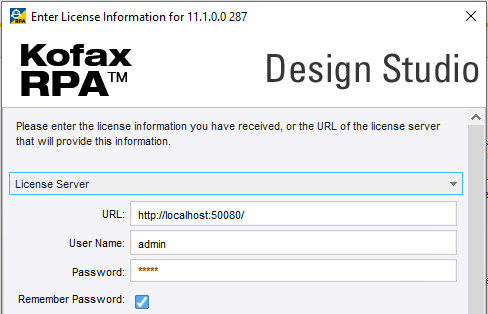 Enter License Information for 11.1.0.0 287
Kofax
RPA™
Design Studio
Please enter the license information you have received, or the URL of the license server
that will provide this information.
License Server
URL: http://localhost:50080/
User Name: admin
Password: *****
Remember Password: